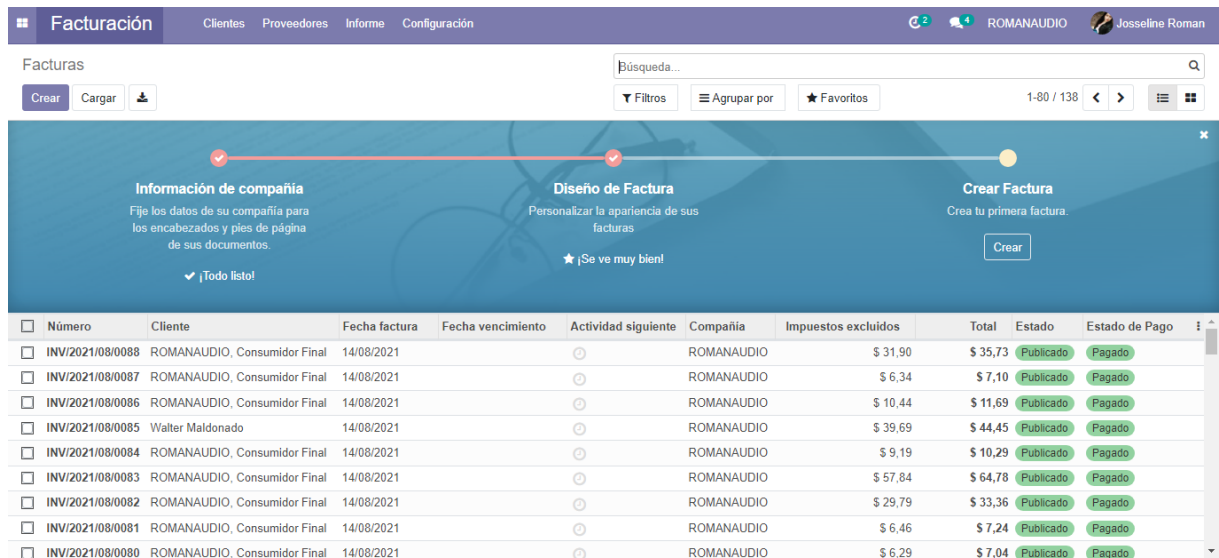 Facturación Clientes Proveedores Informe Configuración 2 4 ROMANAUDIO Josseline Roman
Facturas Búsqueda...
Crear Cargar Filtros Agrupar por Favoritos 1-80 / 138
Información de compañía
Fije los datos de su compañía para
los encabezados y pies de página
de sus documentos.
¡Todo listo!
Diseño de Factura
Personalizar la apariencia de sus
facturas
¡Se ve muy bien!
Crear Factura
Crea tu primera factura.
Crear
Número Cliente Fecha factura Fecha vencimiento Actividad siguiente Compañía Impuestos excluidos Total Estado Estado de Pago
INV/2021/08/0088 ROMANAUDIO, Consumidor Final 14/08/2021 ROMANAUDIO $ 31,90 $ 35,73 Publicado Pagado
INV/2021/08/0087 ROMANAUDIO, Consumidor Final 14/08/2021 ROMANAUDIO $ 6,34 $ 7,10 Publicado Pagado
INV/2021/08/0086 ROMANAUDIO, Consumidor Final 14/08/2021 ROMANAUDIO $ 10,44 $ 11,69 Publicado Pagado
INV/2021/08/0085 Walter Maldonado 14/08/2021 ROMANAUDIO $ 39,69 $ 44,45 Publicado Pagado
INV/2021/08/0084 ROMANAUDIO, Consumidor Final 14/08/2021 ROMANAUDIO $ 9,19 $ 10,29 Publicado Pagado
INV/2021/08/0083 ROMANAUDIO, Consumidor Final 14/08/2021 ROMANAUDIO $ 57,84 $ 64,78 Publicado Pagado
INV/2021/08/0082 ROMANAUDIO, Consumidor Final 14/08/2021 ROMANAUDIO $ 29,79 $ 33,36 Publicado Pagado
INV/2021/08/0081 ROMANAUDIO, Consumidor Final 14/08/2021 ROMANAUDIO $ 6,46 $ 7,24 Publicado Pagado
INV/2021/08/0080 ROMANAUDIO, Consumidor Final 14/08/2021 ROMANAUDIO $ 6,29 $ 7,04 Publicado Pagado